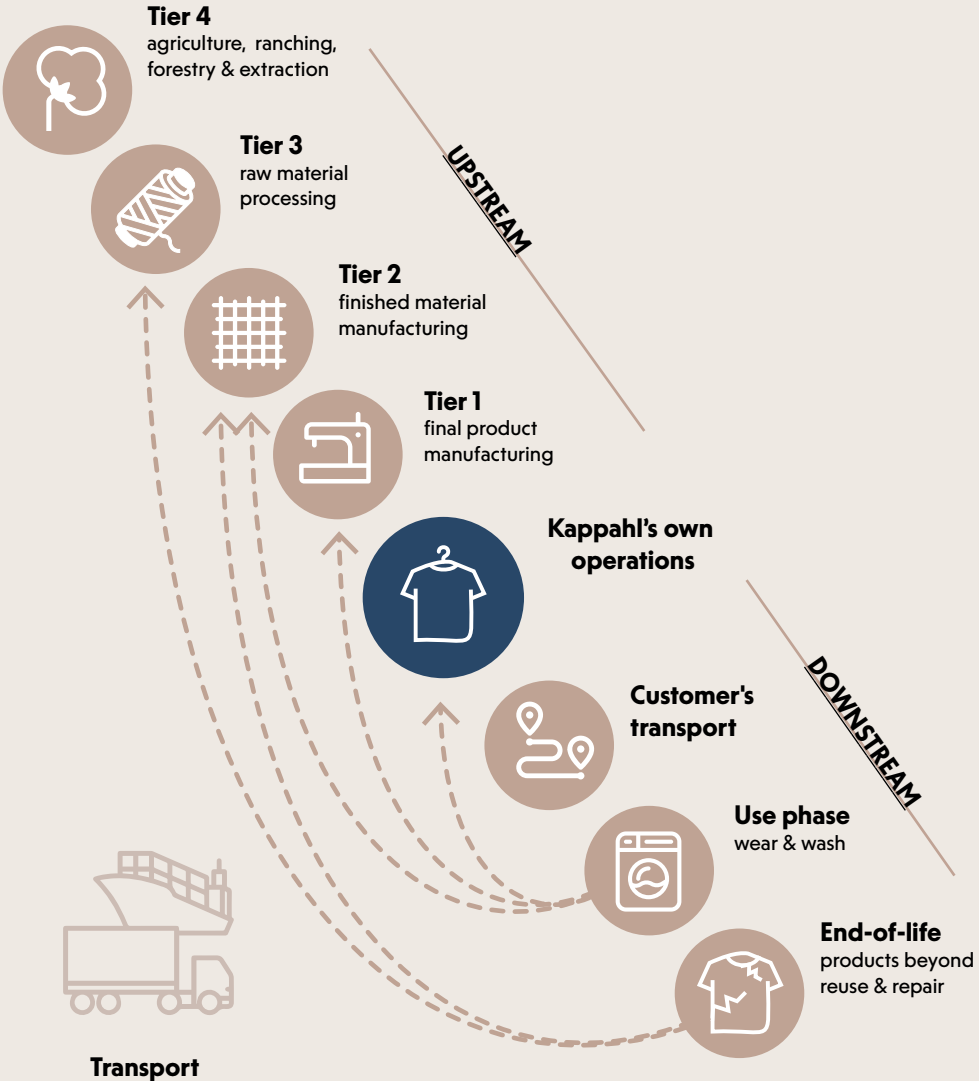 Tier 4
agriculture, ranching,
forestry & extraction
Tier 3
raw material
processing
UPSTREAM
Tier 2
finished material
manufacturing
Tier 1
final product
manufacturing
Kappahl’s own
operations
Customer's
transport
DOWNSTREAM
Use phase
wear & wash
End-of-life
products beyond
reuse & repair
Transport